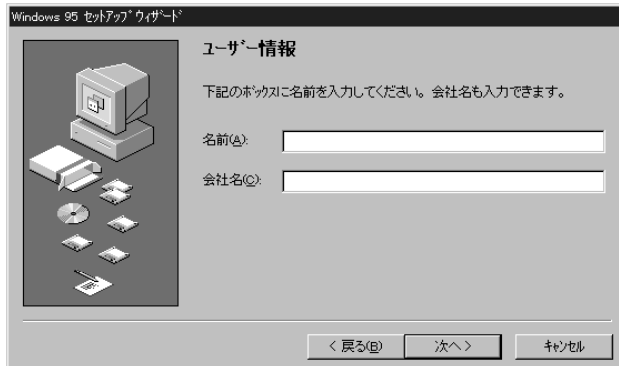 Windows 95 ｾｯﾄｱｯﾌﾟ ｳｨｻﾞｰﾄﾞ
ﾕｰｻﾞｰ情報
下記のﾎﾞｯｸｽに名前を入力してください。会社名も入力できます。
名前(A):
会社名(C):
< 戻る(B)
次へ >
ｷｬﾝｾﾙ